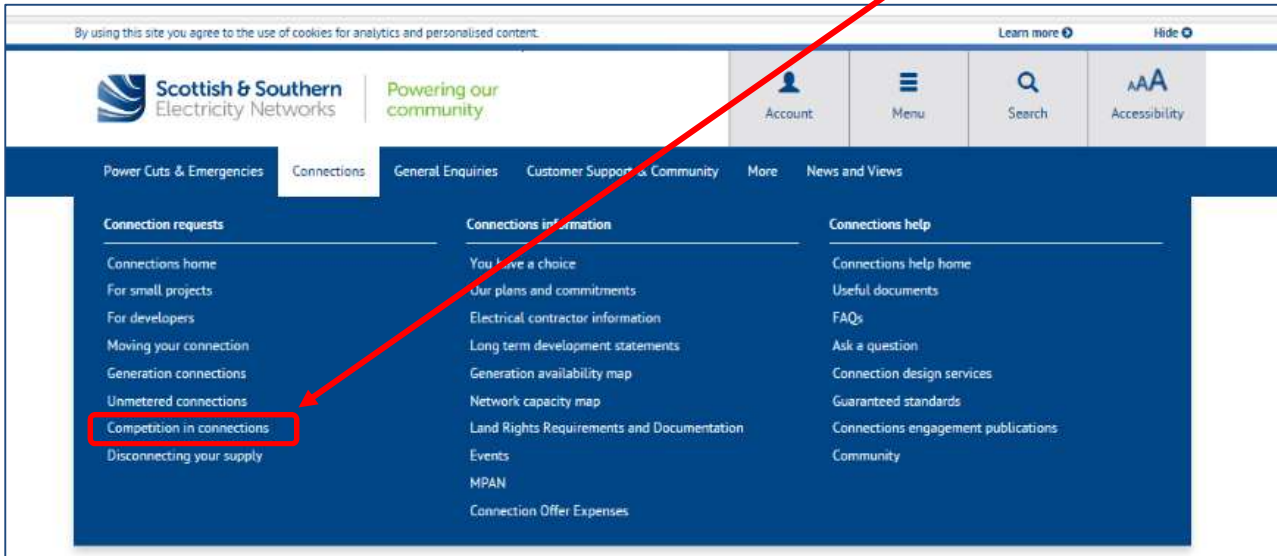 By using this site you agree to the use of cookies for analytics and personalised content.
Learn more
Hide
Scottish & Southern
Electricity Networks
Powering our
community
Account
Menu
Search
AAA
Accessibility
Power Cuts & Emergencies
Connections
General Enquiries
Customer Support & Community
More
News and Views
Connection requests
Connections home
For small projects
For developers
Moving your connection
Generation connections
Unmetered connections
Competition in connections
Disconnecting your supply
Connections information
You have a choice
Our plans and commitments
Electrical contractor information
Long term development statements
Generation availability map
Network capacity map
Land Rights Requirements and Documentation
Events
MPAN
Connection Offer Expenses
Connections help
Connections help home
Useful documents
FAQs
Ask a question
Connection design services
Guaranteed standards
Connections engagement publications
Community